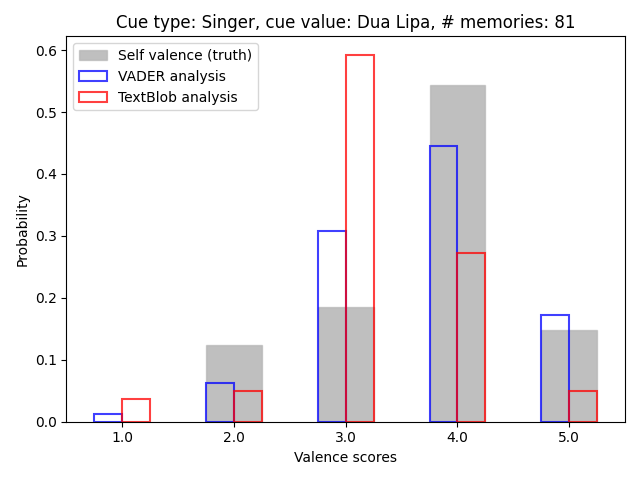 Cue type: Singer, cue value: Dua Lipa, # memories: 81
Self valence (truth)
VADER analysis
TextBlob analysis
Probability
0.6
0.5
0.4
0.3
0.2
0.1
0.0
1.0 2.0 3.0 4.0 5.0
Valence scores